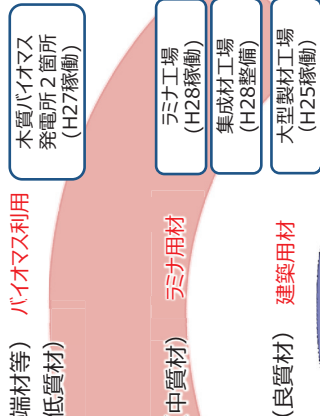 木質バイオマス
発電所２箇所
(H27稼働)
ラミナ工場
(H28稼働)
集成材工場
(H28整備)
大型製材工場
(H25稼働)
バイオマス利用
ラミナ用材
建築用材
端材等)
低質材)
中質材)
(良質材)